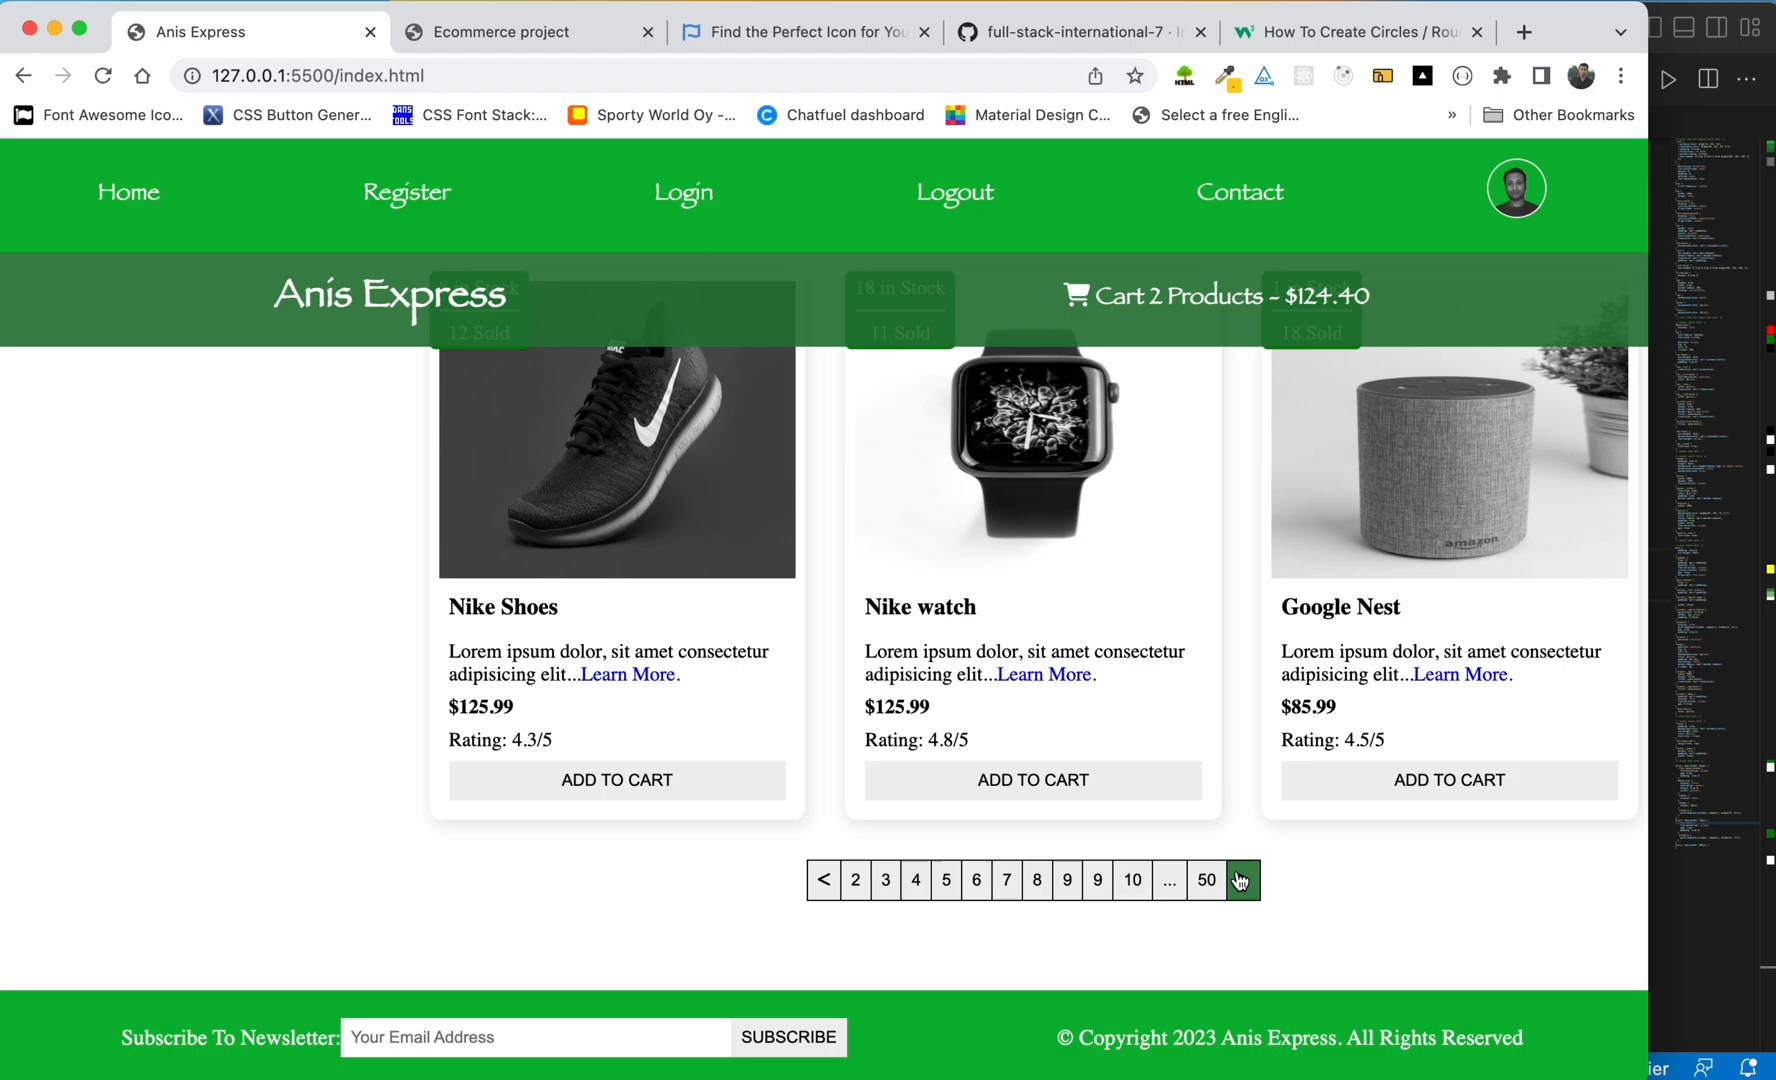 Anis Express
Ecommerce project
Find the Perfect Icon for You
full-stack-international-7 · In
How To Create Circles / Rou
127.0.0.1:5500/index.html
Font Awesome Ico...
CSS Button Gener...
CSS Font Stack:...
Sporty World Oy -...
Chatfuel dashboard
Material Design C...
Select a free Engli...
»
Other Bookmarks
Home
Register
Login
Logout
Contact
Anis Express
Cart 2 Products - $124.40
in Stock
12 Sold
18 in Stock
11 Sold
in Stock
18 Sold
NIKE
amazon
Nike Shoes
Lorem ipsum dolor, sit amet consectetur
adipisicing elit...Learn More.
$125.99
Rating: 4.3/5
ADD TO CART
Nike watch
Lorem ipsum dolor, sit amet consectetur
adipisicing elit...Learn More.
$125.99
Rating: 4.8/5
ADD TO CART
Google Nest
Lorem ipsum dolor, sit amet consectetur
adipisicing elit...Learn More.
$85.99
Rating: 4.5/5
ADD TO CART
< 2 3 4 5 6 7 8 9 9 10 ... 50
Subscribe To Newsletter:
Your Email Address
SUBSCRIBE
© Copyright 2023 Anis Express. All Rights Reserved
ier